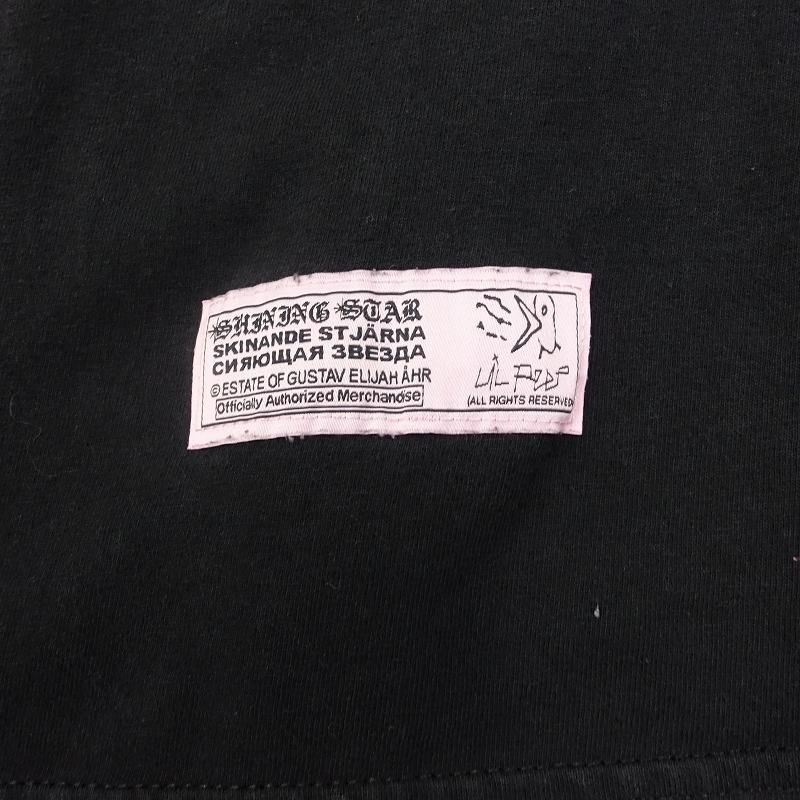 *SHINING *STAR
SKINANDE STJÄRNA
СИЯЮЩАЯ ЗВЕЗДА
© ESTATE OF GUSTAV ELIJAH ÅHR
Officially Authorized Merchandise
LIL PEEP
(ALL RIGHTS RESERVED)